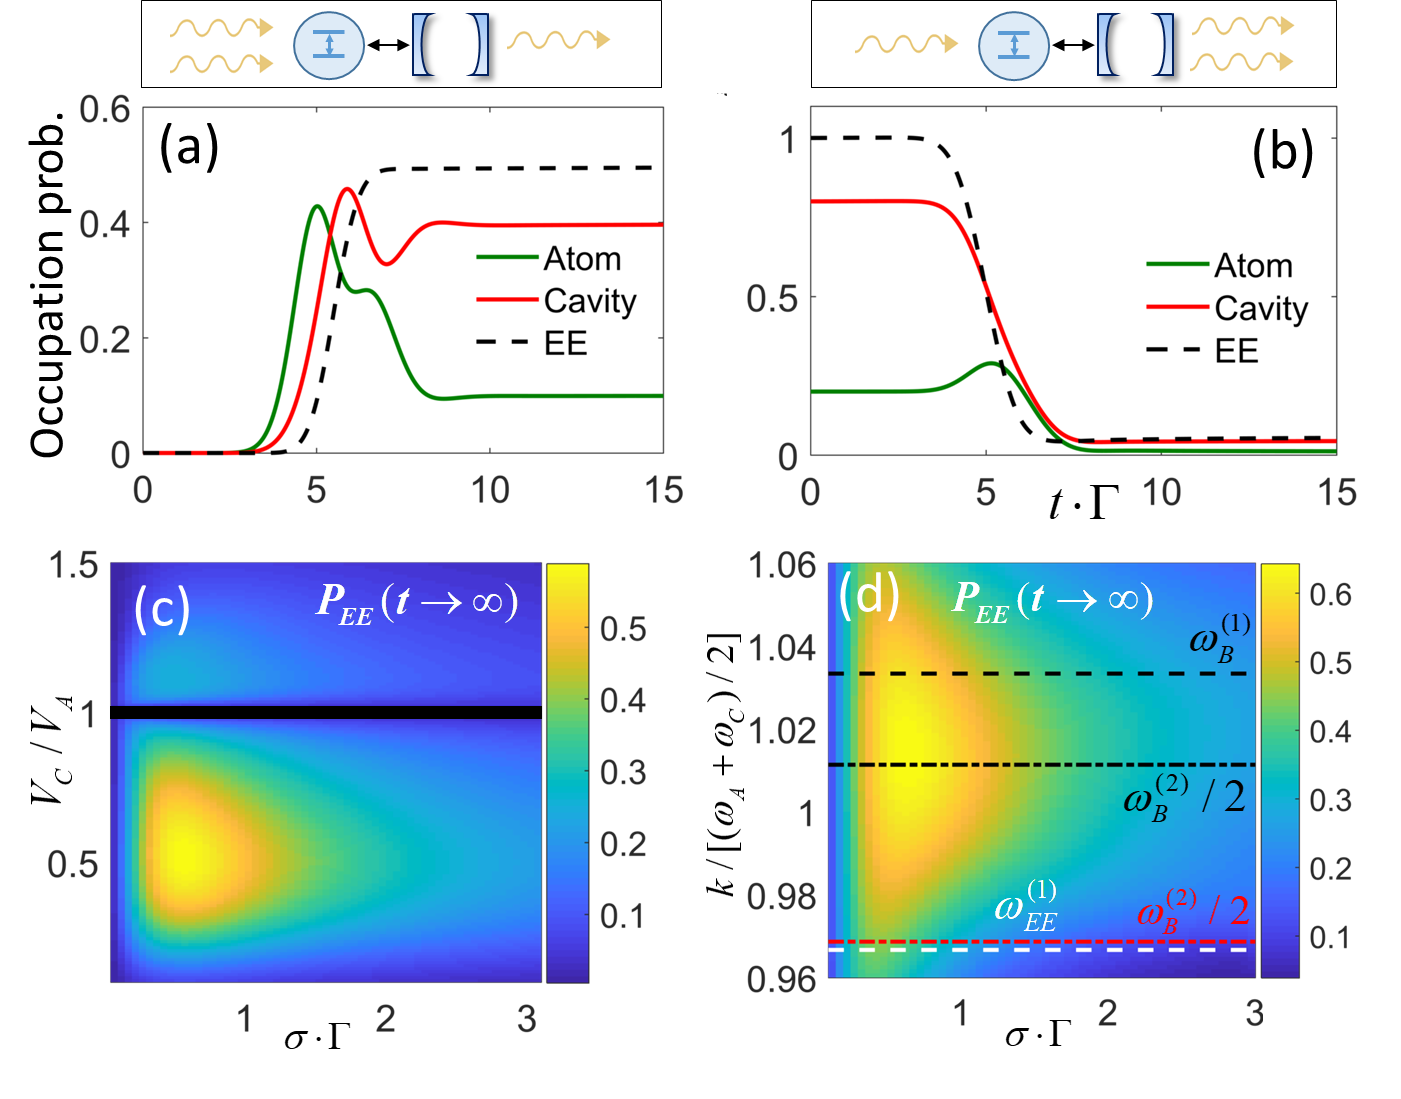 0.6
(a)
Occupation prob.
0.4
0.2
0
Atom
Cavity
EE
0
5
10
15
1
(b)
0.5
0
Atom
Cavity
EE
0
5
10
15
t · Γ
1.5
(c)
P_EE (t → ∞)
V_C / V_A
1
0.5
1
2
3
σ · Γ
0.5
0.4
0.3
0.2
0.1
1.06
(d)
P_EE (t → ∞)
k / [(ω_A + ω_C) / 2]
1.04
1.02
1
0.98
0.96
ω_B^(1)
ω_B^(2) / 2
ω_EE^(1)
ω_B^(2) / 2
1
2
3
σ · Γ
0.6
0.5
0.4
0.3
0.2
0.1